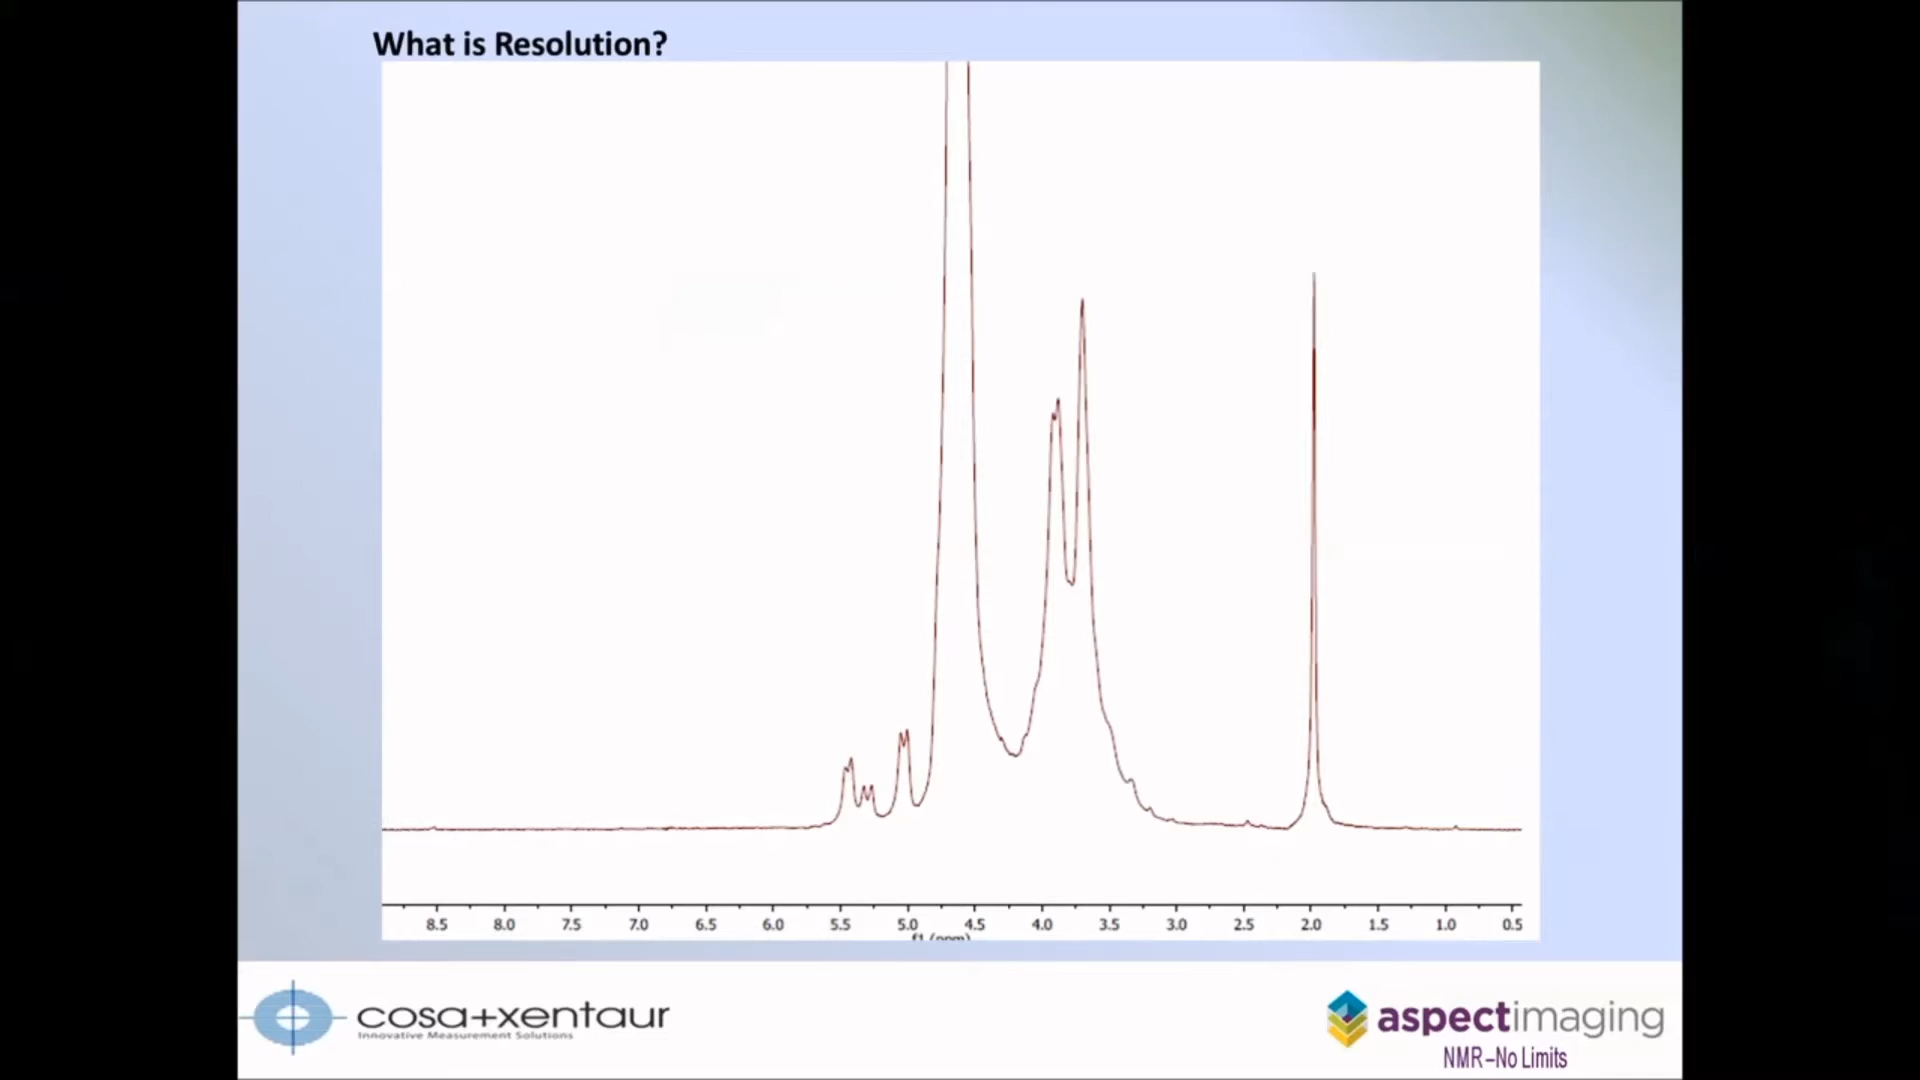 What is Resolution?
8.5 8.0 7.5 7.0 6.5 6.0 5.5 5.0 4.5 4.0 3.5 3.0 2.5 2.0 1.5 1.0 0.5
f1 (ppm)
cosa+xentaur
Innovative Measurement Solutions
aspectimaging
NMR–No Limits